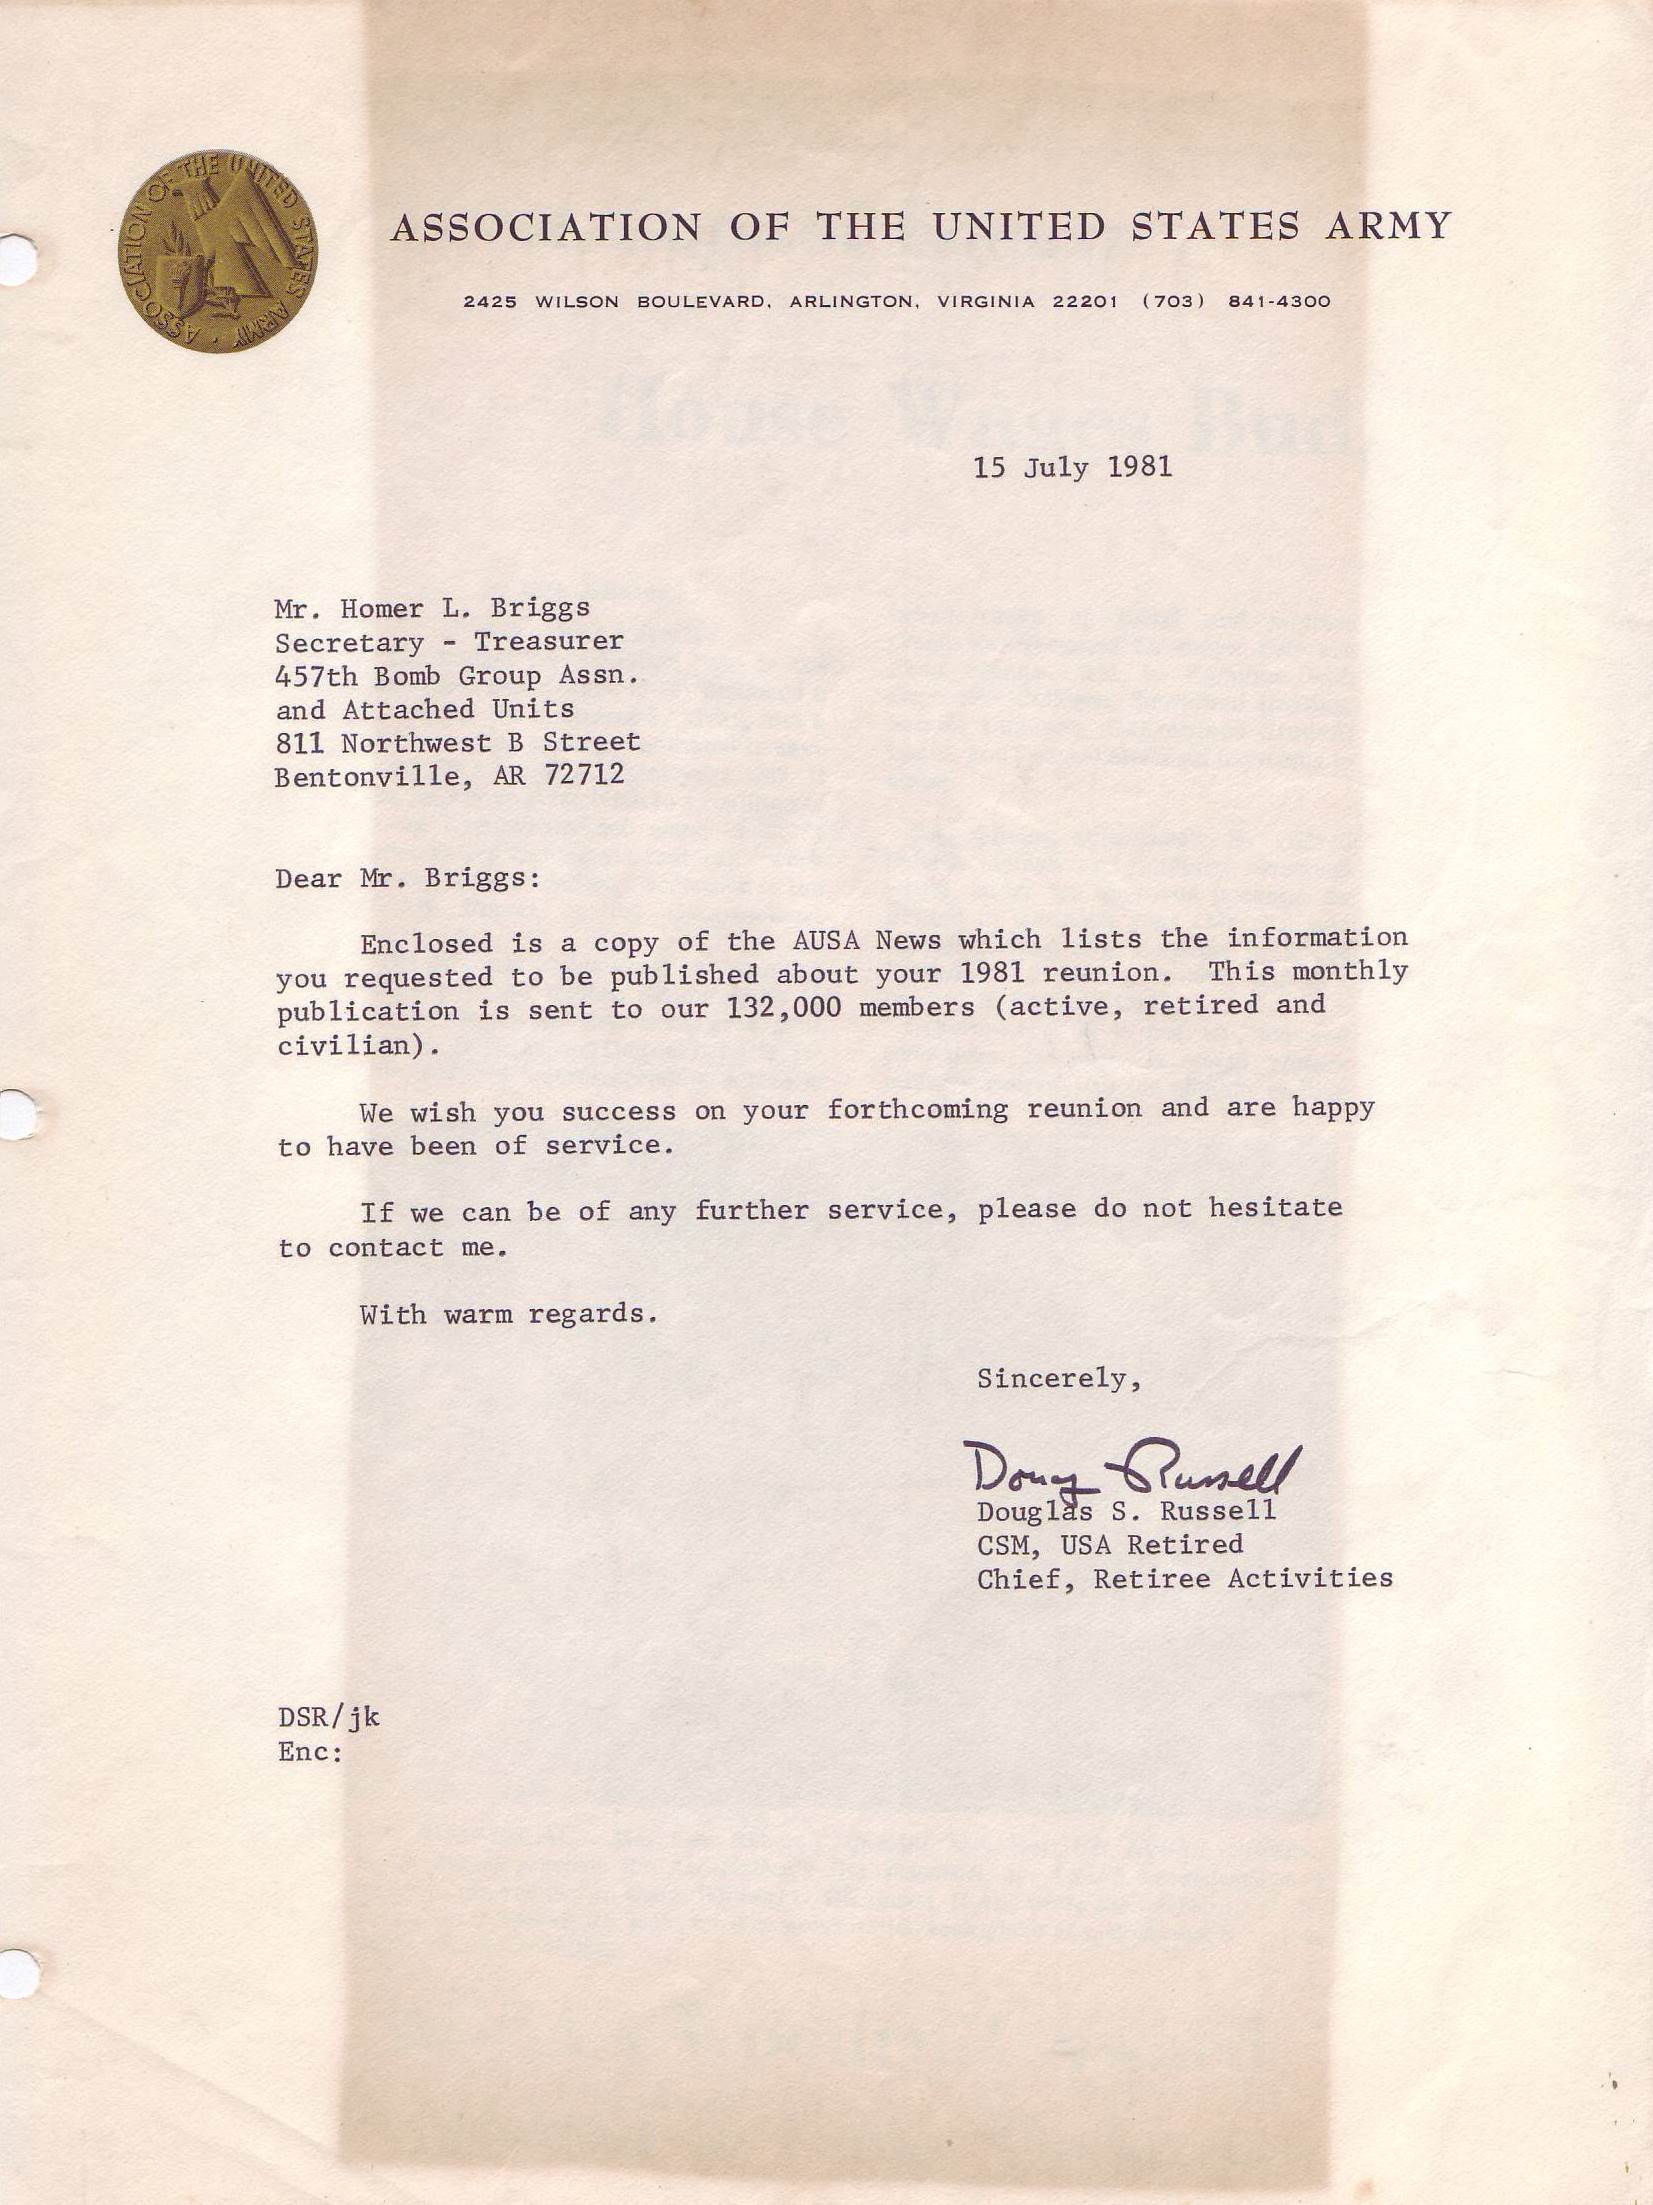 ASSOCIATION OF THE UNITED STATES ARMY
ASSOCIATION OF THE UNITED STATES ARMY
2425 WILSON BOULEVARD, ARLINGTON, VIRGINIA 22201 (703) 841-4300
15 July 1981
Mr. Homer L. Briggs
Secretary - Treasurer
457th Bomb Group Assn.
and Attached Units
811 Northwest B Street
Bentonville, AR 72712
Dear Mr. Briggs:
Enclosed is a copy of the AUSA News which lists the information
you requested to be published about your 1981 reunion. This monthly
publication is sent to our 132,000 members (active, retired and
civilian).
We wish you success on your forthcoming reunion and are happy
to have been of service.
If we can be of any further service, please do not hesitate
to contact me.
With warm regards.
Sincerely,
Doug Russell
Douglas S. Russell
CSM, USA Retired
Chief, Retiree Activities
DSR/jk
Enc: